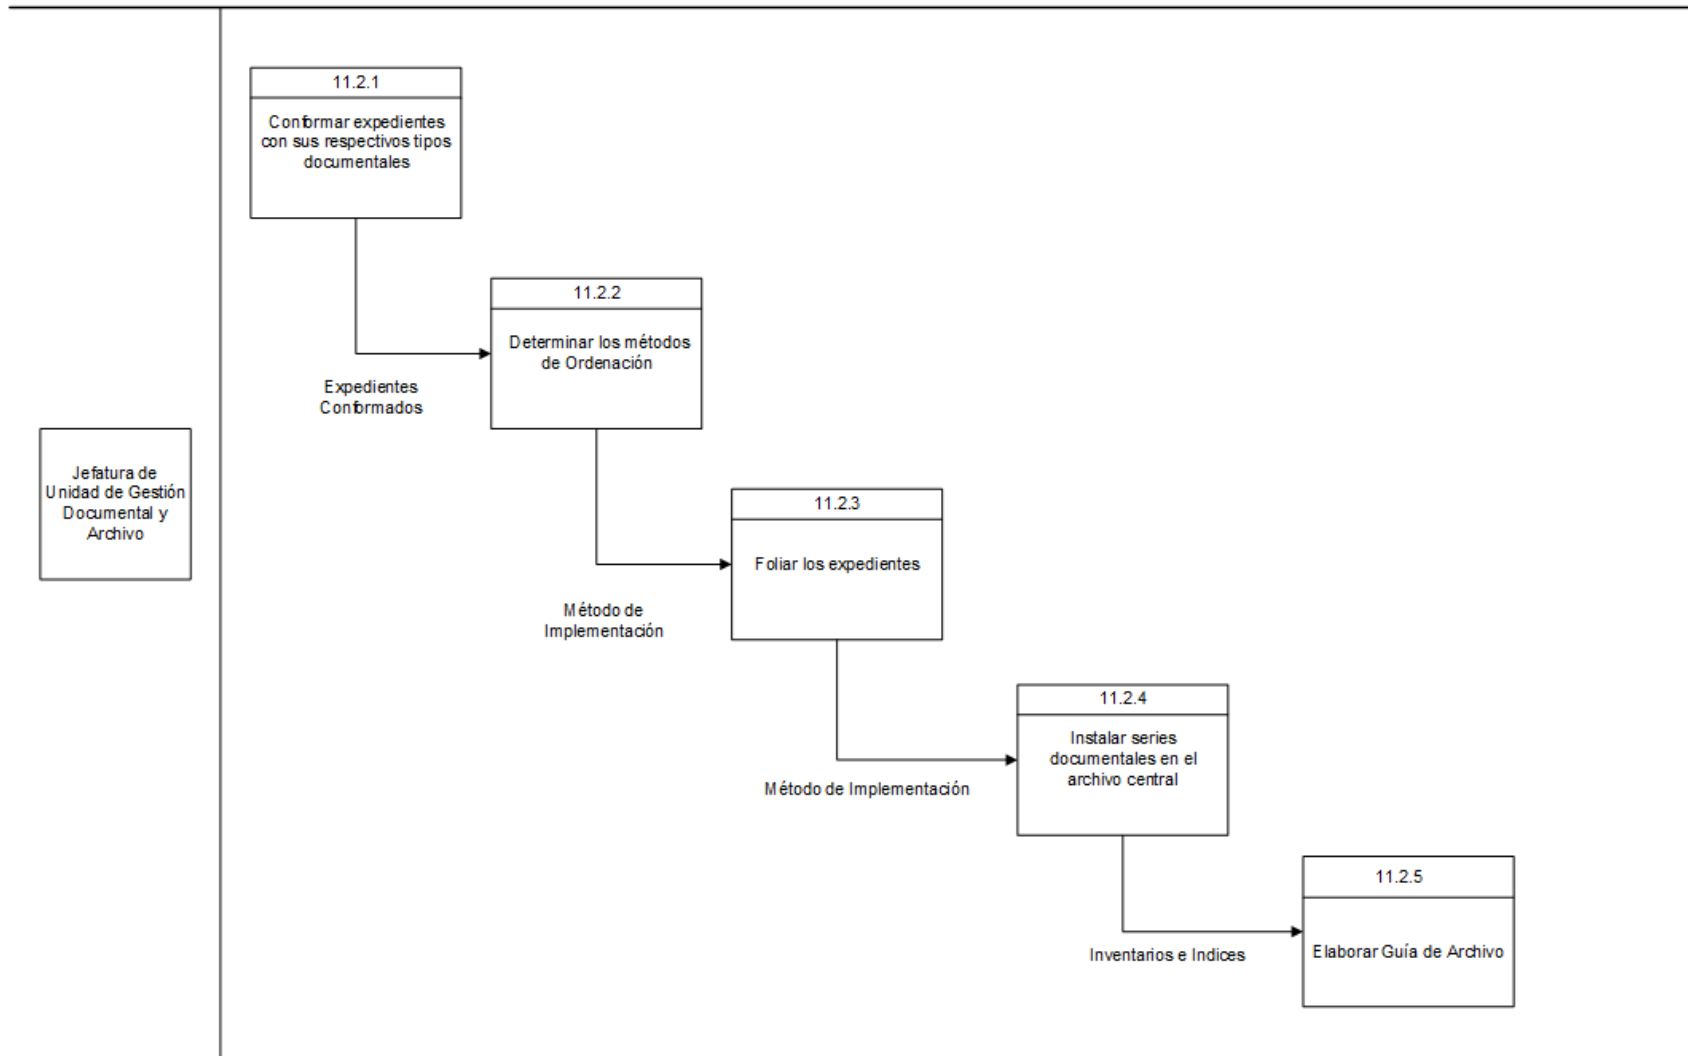 11.2.1
Conformar expedientes
con sus respectivos tipos
documentales
11.2.2
Determinar los métodos
de Ordenación
Expedientes
Conformados
Jefatura de
Unidad de Gestión
Documental y
Archivo
11.2.3
Foliar los expedientes
Método de
Implementación
11.2.4
Instalar series
documentales en el
archivo central
Método de Implementación
11.2.5
Elaborar Guía de Archivo
Inventarios e Indices